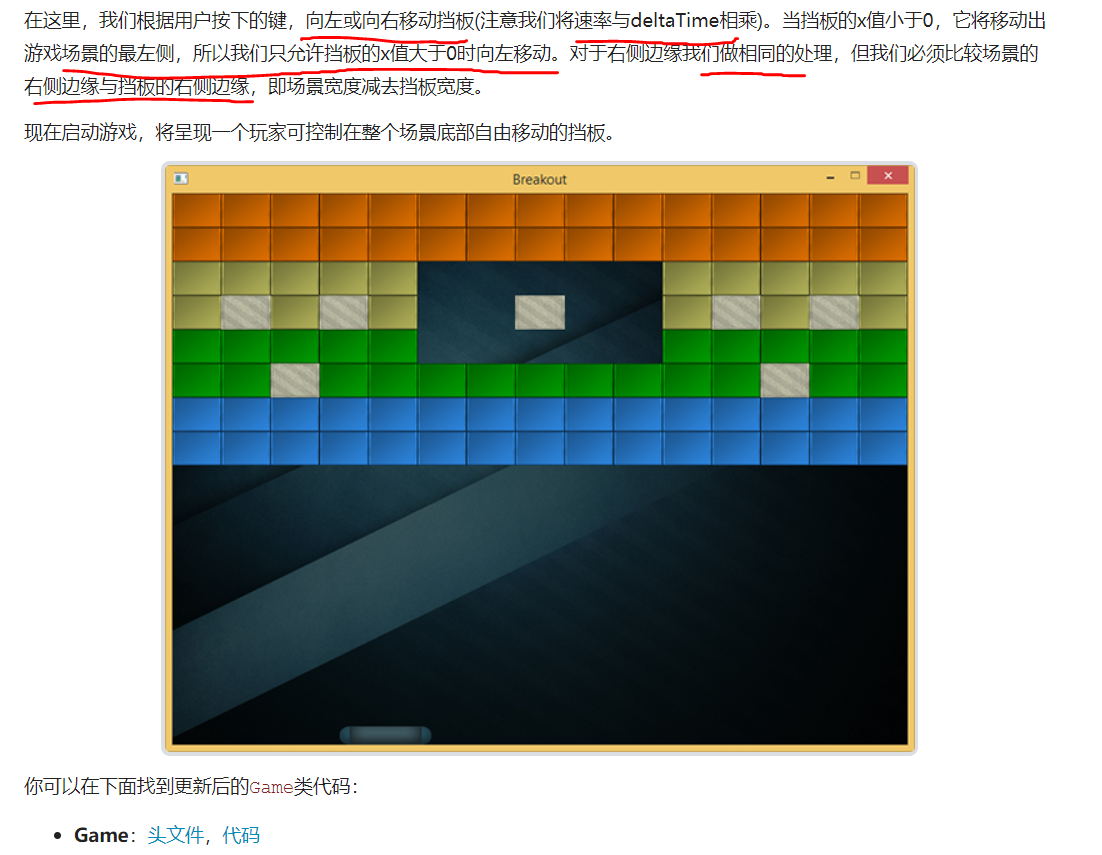 在这里，我们根据用户按下的键，向左或向右移动挡板(注意我们将速率与deltaTime相乘)。当挡板的x值小于0，它将移动出
游戏场景的最左侧，所以我们只允许挡板的x值大于0时向左移动。对于右侧边缘我们做相同的处理，但我们必须比较场景的
右侧边缘与挡板的右侧边缘，即场景宽度减去挡板宽度。
现在启动游戏，将呈现一个玩家可控制在整个场景底部自由移动的挡板。
Breakout
你可以在下面找到更新后的Game类代码：
• Game：头文件，代码